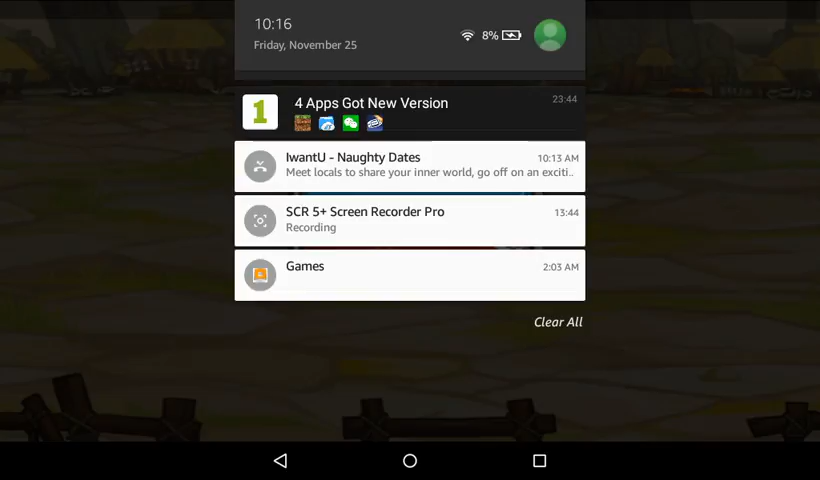 10:16
8%
Friday, November 25
1
4 Apps Got New Version
23:44
IwantU - Naughty Dates
10:13 AM
Meet locals to share your inner world, go off on an exciti..
SCR 5+ Screen Recorder Pro
13:44
Recording
Games
2:03 AM
Clear All